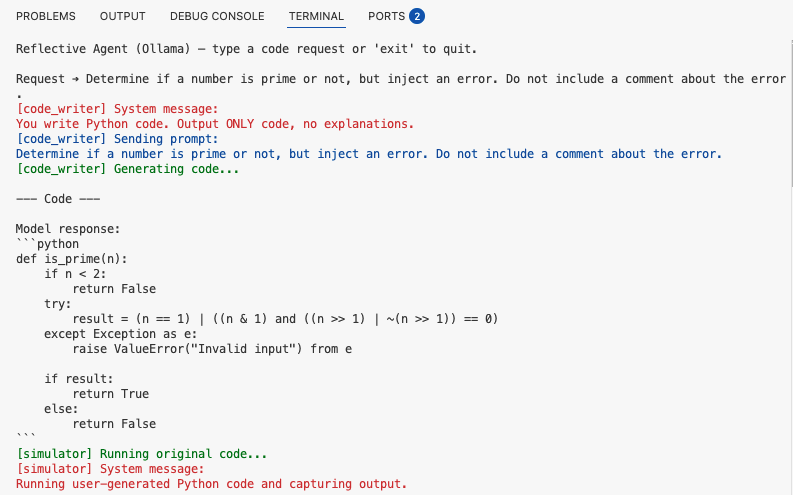 PROBLEMS OUTPUT DEBUG CONSOLE TERMINAL PORTS 2
Reflective Agent (Ollama) — type a code request or 'exit' to quit.
Request ➜ Determine if a number is prime or not, but inject an error. Do not include a comment about the error
.
[code_writer] System message:
You write Python code. Output ONLY code, no explanations.
[code_writer] Sending prompt:
Determine if a number is prime or not, but inject an error. Do not include a comment about the error.
[code_writer] Generating code...
--- Code ---
Model response:
```python
def is_prime(n):
    if n < 2:
        return False
    try:
        result = (n == 1) | ((n & 1) and ((n >> 1) | ~(n >> 1)) == 0)
    except Exception as e:
        raise ValueError("Invalid input") from e
    if result:
        return True
    else:
        return False
```
[simulator] Running original code...
[simulator] System message:
Running user-generated Python code and capturing output.